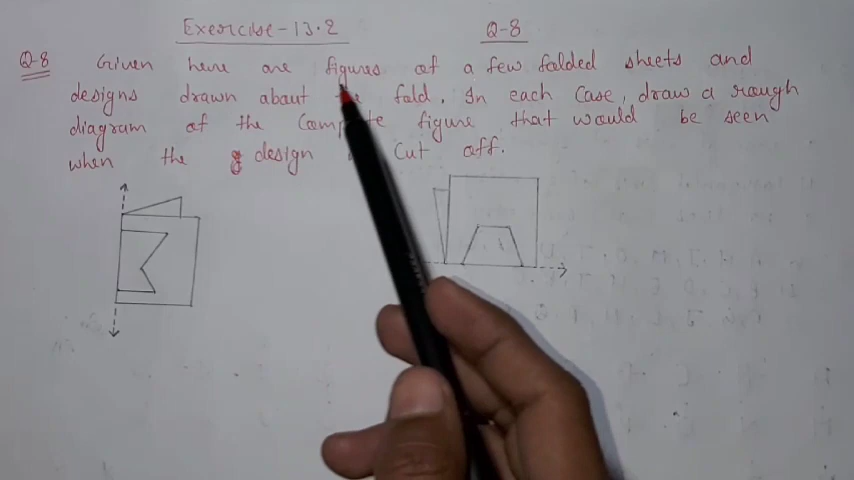 Exercise-13.2
Q-8
Q-8 Given here are figures of a few folded sheets and
designs drawn about the fold. In each case, draw a rough
diagram of the figure that would be seen
when the design cut off.